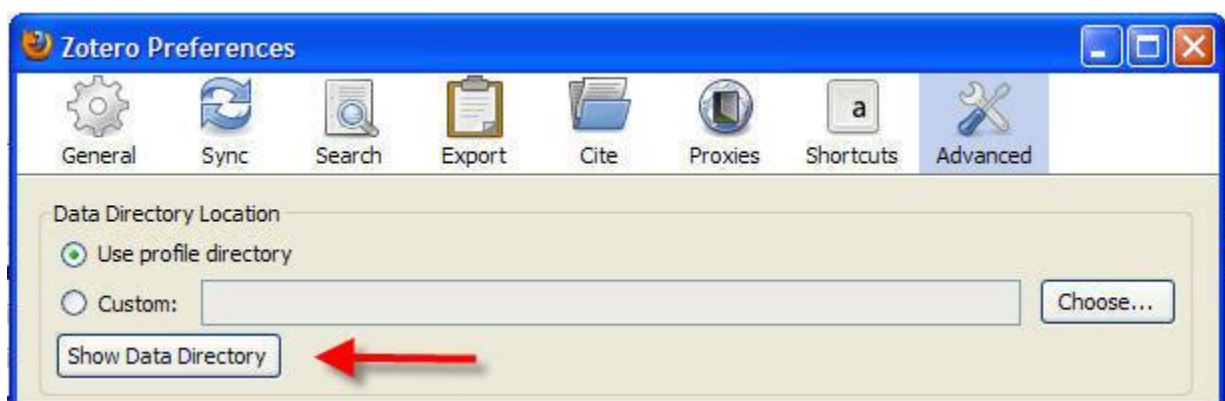 Zotero Preferences
General Sync Search Export Cite Proxies a Shortcuts Advanced
Data Directory Location
Use profile directory
Custom: Choose...
Show Data Directory